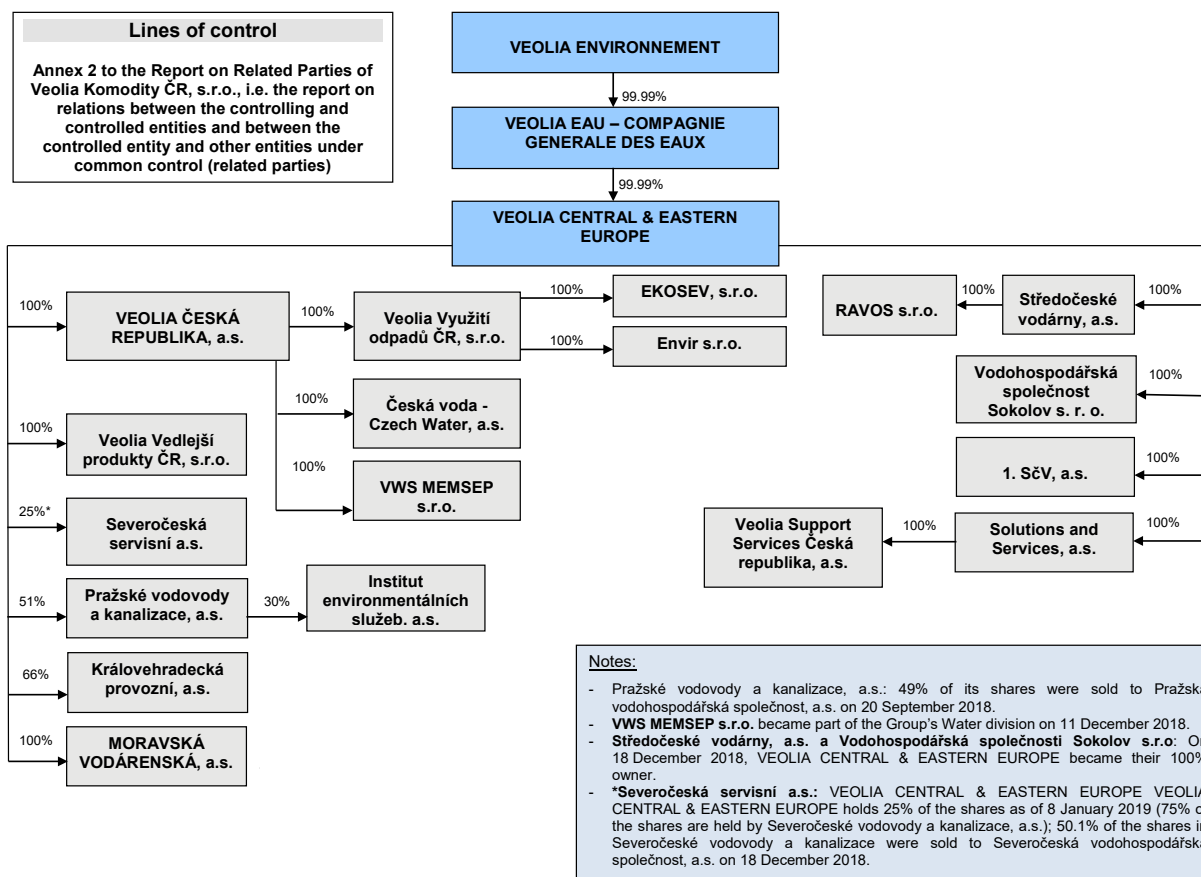 Lines of control
Annex 2 to the Report on Related Parties of
Veolia Komodity ČR, s.r.o., i.e. the report on
relations between the controlling and
controlled entities and between the
controlled entity and other entities under
common control (related parties)
VEOLIA ENVIRONNEMENT
99.99%
VEOLIA EAU – COMPAGNIE
GENERALE DES EAUX
99.99%
VEOLIA CENTRAL & EASTERN
EUROPE
100%
VEOLIA ČESKÁ
REPUBLIKA, a.s.
100%
Veolia Využití
odpadů ČR, s.r.o.
100%
EKOSEV, s.r.o.
100%
Envir s.r.o.
100%
Česká voda -
Czech Water, a.s.
100%
VWS MEMSEP
s.r.o.
100%
Veolia Vedlejší
produkty ČR, s.r.o.
25%*
Severočeská
servisní a.s.
51%
Pražské vodovody
a kanalizace, a.s.
30%
Institut
environmentálních
služeb. a.s.
66%
Královehradecká
provozní, a.s.
100%
MORAVSKÁ
VODÁRENSKÁ, a.s.
RAVOS s.r.o.
100%
Středočeské
vodárny, a.s.
100%
Vodohospodářská
společnost
Sokolov s. r. o.
100%
1. SčV, a.s.
100%
Veolia Support
Services Česká
republika, a.s.
100%
Solutions and
Services, a.s.
100%
Notes:
- Pražské vodovody a kanalizace, a.s.: 49% of its shares were sold to Pražská
vodohospodářská společnost, a.s. on 20 September 2018.
- VWS MEMSEP s.r.o. became part of the Group's Water division on 11 December 2018.
- Středočeské vodárny, a.s. a Vodohospodářská společnosti Sokolov s.r.o: On
18 December 2018, VEOLIA CENTRAL & EASTERN EUROPE became their 100%
owner.
- *Severočeská servisní a.s.: VEOLIA CENTRAL & EASTERN EUROPE VEOLIA
CENTRAL & EASTERN EUROPE holds 25% of the shares as of 8 January 2019 (75% of
the shares are held by Severočeské vodovody a kanalizace, a.s.); 50.1% of the shares in
Severočeské vodovody a kanalizace were sold to Severočeská vodohospodářská
společnost, a.s. on 18 December 2018.